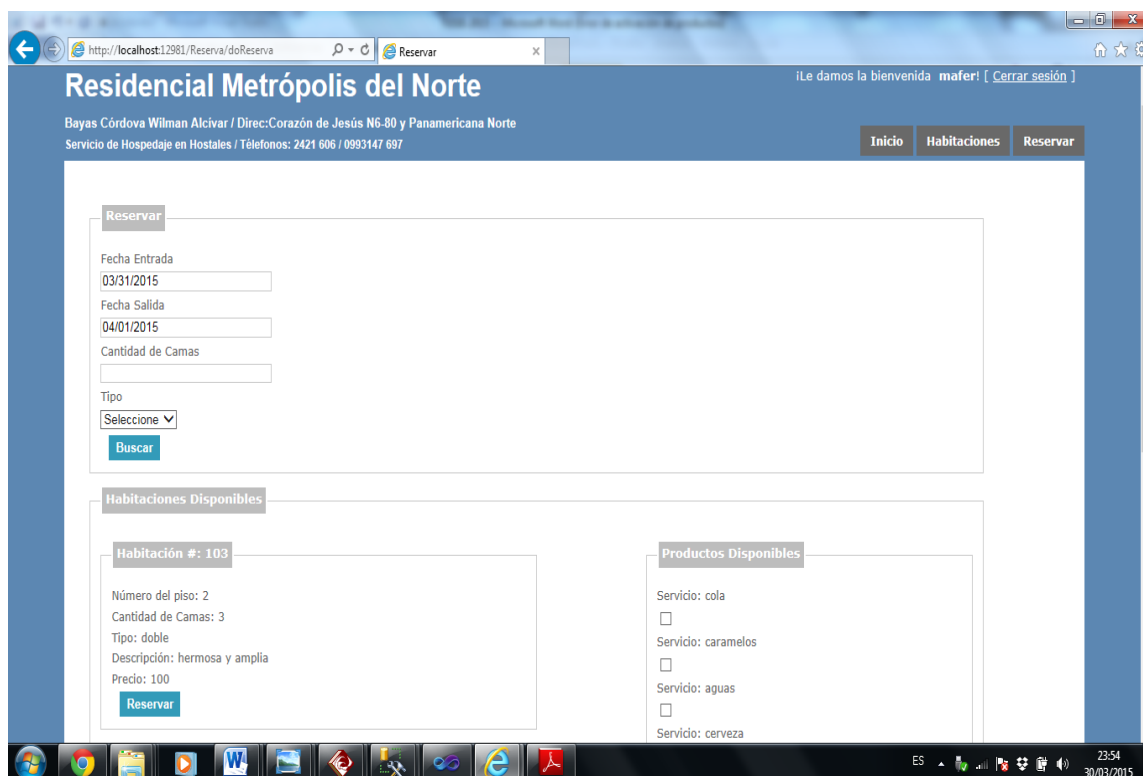 http://localhost:12981/Reserva/doReserva
Reservar
Residencial Metrópolis del Norte
¡Le damos la bienvenida mafer! [ Cerrar sesión ]
Bayas Córdova Wilman Alcívar / Direc:Corazón de Jesús N6-80 y Panamericana Norte
Servicio de Hospedaje en Hostales / Télefonos: 2421 606 / 0993147 697
Inicio Habitaciones Reservar
Reservar
Fecha Entrada
03/31/2015
Fecha Salida
04/01/2015
Cantidad de Camas
Tipo
Seleccione
Buscar
Habitaciones Disponibles
Habitación #: 103
Número del piso: 2
Cantidad de Camas: 3
Tipo: doble
Descripción: hermosa y amplia
Precio: 100
Reservar
Productos Disponibles
Servicio: cola
Servicio: caramelos
Servicio: aguas
Servicio: cerveza
ES
23:54
30/03/2015